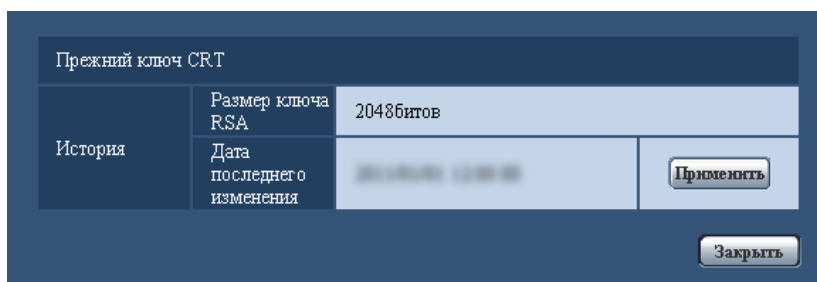 Прежний ключ CRT
История
Размер ключа
RSA
2048битов
Дата
последнего
изменения
Применить
Закрыть